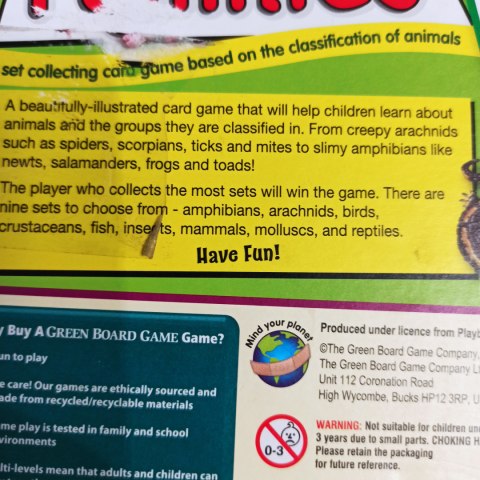 set collecting card game based on the classification of animals
A beautifully-illustrated card game that will help children learn about
animals and the groups they are classified in. From creepy arachnids
such as spiders, scorpians, ticks and mites to slimy amphibians like
newts, salamanders, frogs and toads!
The player who collects the most sets will win the game. There are
nine sets to choose from - amphibians, arachnids, birds,
crustaceans, fish, insects, mammals, molluscs, and reptiles.
Have Fun!
y Buy A GREEN BOARD GAME Game?
un to play
e care! Our games are ethically sourced and
ade from recycled/recyclable materials
me play is tested in family and school
vironments
lti-levels mean that adults and children can
Mind your planet
Produced under licence from Playb
©The Green Board Game Company,
The Green Board Game Company L
Unit 112 Coronation Road
High Wycombe, Bucks HP12 3RP, U
0-3
WARNING: Not suitable for children un
3 years due to small parts. CHOKING H
Please retain the packaging
for future reference.